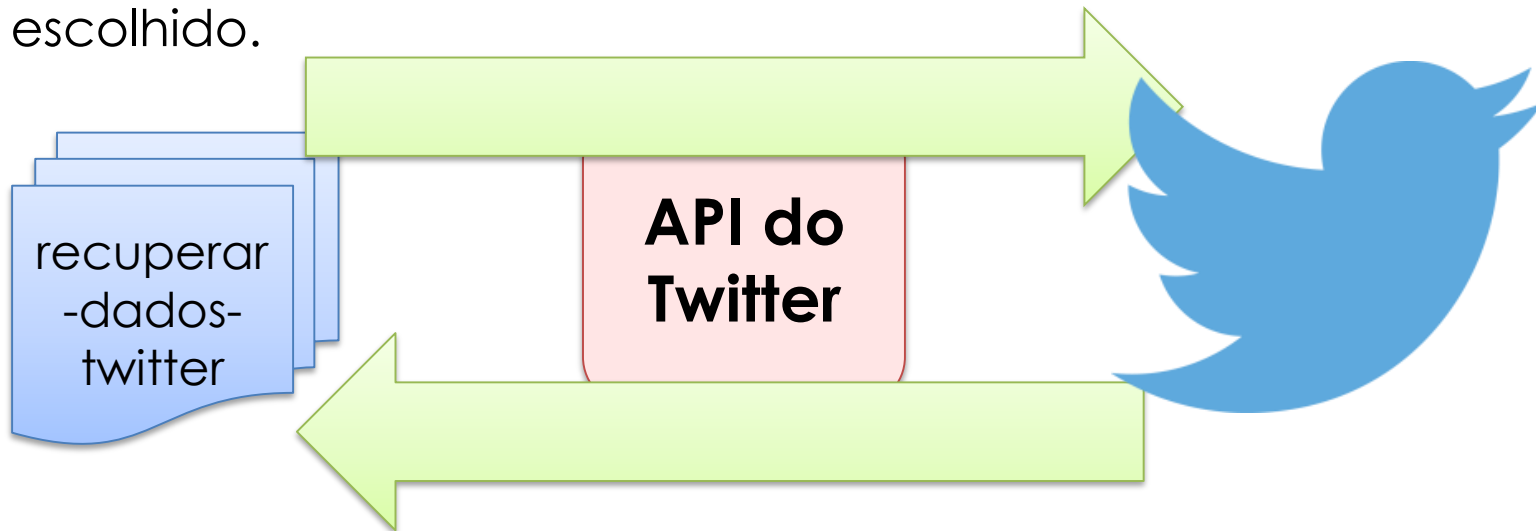 escolhido.
recuperar
-dados-
twitter
API do
Twitter